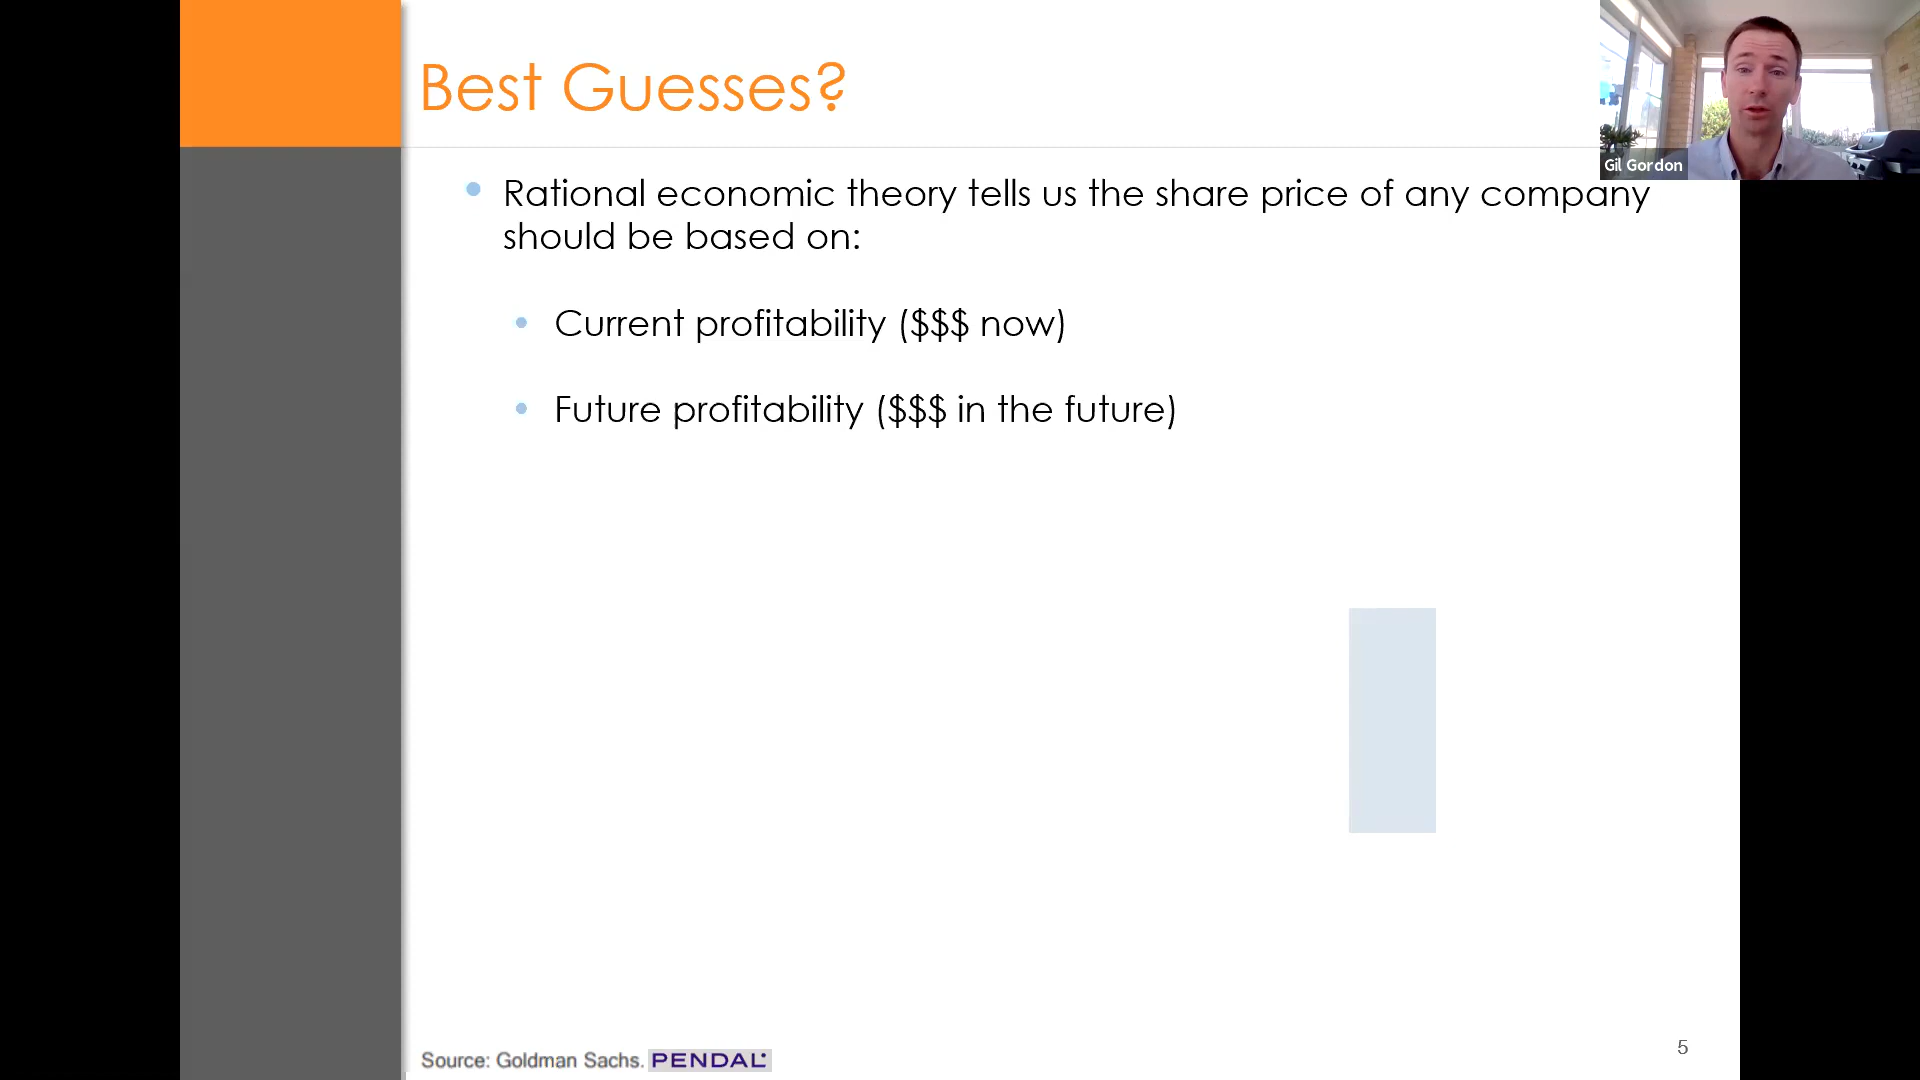 Best Guesses?
Gil Gordon
• Rational economic theory tells us the share price of any company
should be based on:
• Current profitability ($$$ now)
• Future profitability ($$$ in the future)
Source: Goldman Sachs. PENDAL
5